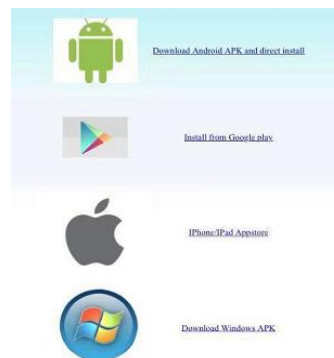 Download Android APK and direct install
Install from Google play
IPhone/IPad Appstore
Download Windows APK